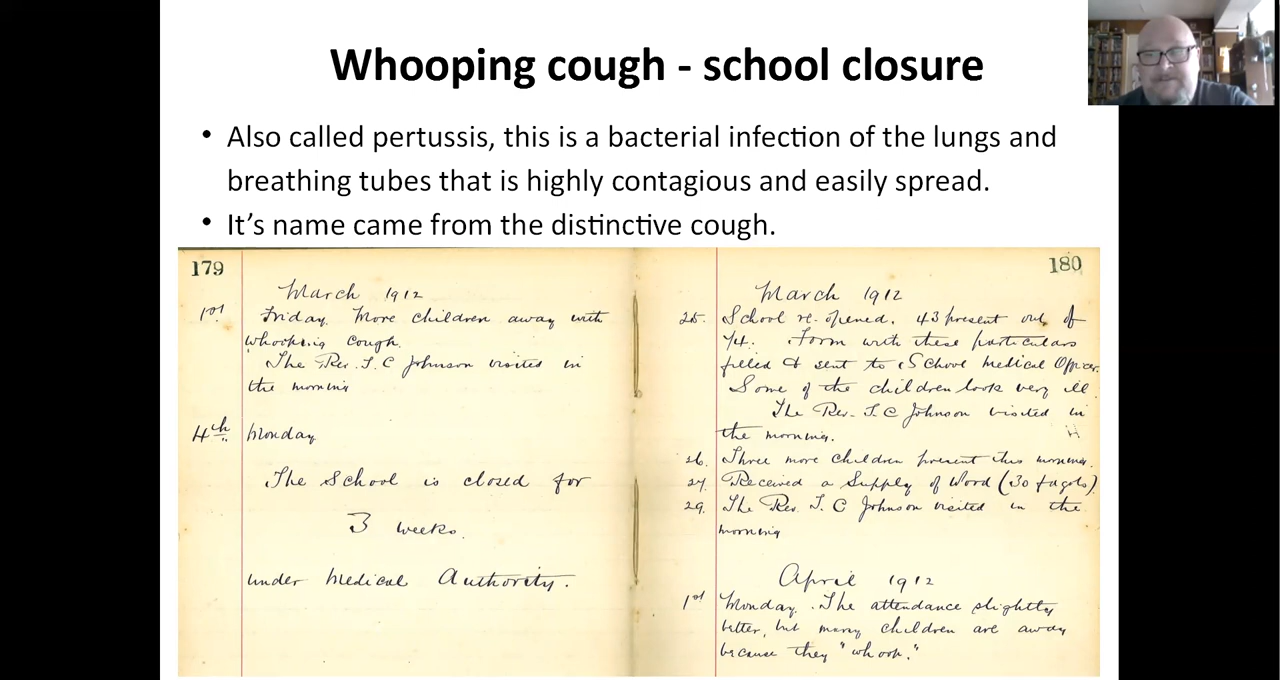 Whooping cough - school closure
• Also called pertussis, this is a bacterial infection of the lungs and
breathing tubes that is highly contagious and easily spread.
• It’s name came from the distinctive cough.
179
March 1912
1st Friday. More children away with
whooping cough.
The Rev. T. C Johnson visited in
the morning
4th Monday
The School is closed for
3 weeks.
under Medical Authority.
180
March 1912
25. School re-opened. 43 present out of
74. Form with these particulars
filled & sent to School Medical Officer.
Some of the children look very ill.
The Rev. T. C Johnson visited in
the morning.
26. Three more children present this morning.
27. Received a Supply of Wood (30 fagots)
29. The Rev. T. C Johnson visited in the
morning
April 1912
1st Monday. The attendance slightly
better, but many children are away
because they "whoop."